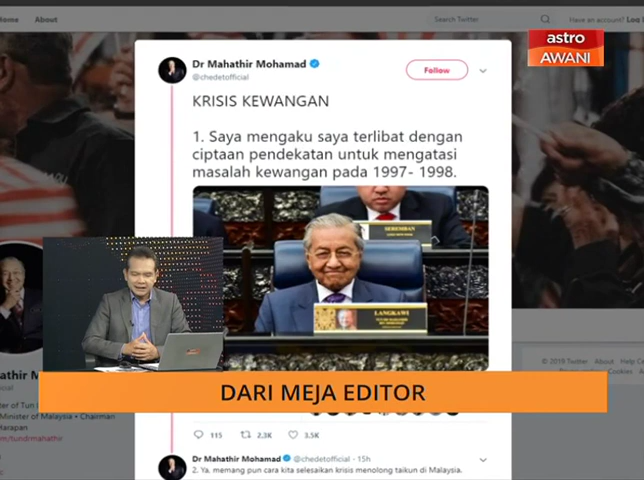 Home
About
Search Twitter
Have an account? Log
astro
AWANI
Dr Mahathir Mohamad
@chedetofficial
Follow
KRISIS KEWANGAN
1. Saya mengaku saya terlibat dengan
ciptaan pendekatan untuk mengatasi
masalah kewangan pada 1997- 1998.
SEREMBAN
LANGKAWI
© 2019 Twitter About Help
Cookies
DARI MEJA EDITOR
Minister of Malaysia • Chairman
Harapan
m/tundrmahathir
115
2.3K
3.5K
Dr Mahathir Mohamad @chedetofficial · 15h
2. Ya, memang pun cara kita selesaikan krisis menolong taikun di Malaysia.